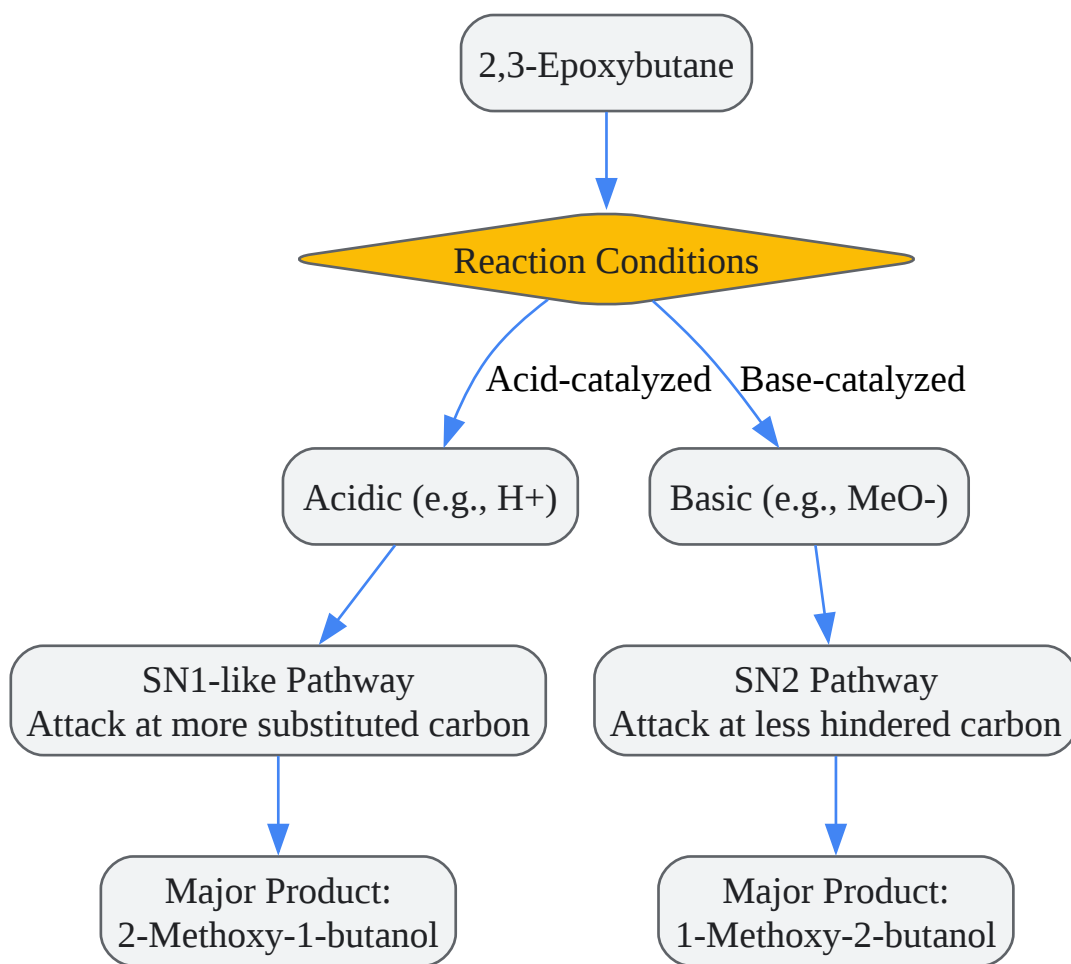 2,3-Epoxybutane
Reaction Conditions
Acid-catalyzed
Base-catalyzed
Acidic (e.g., H+)
Basic (e.g., MeO-)
SN1-like Pathway
Attack at more substituted carbon
SN2 Pathway
Attack at less hindered carbon
Major Product:
2-Methoxy-1-butanol
Major Product:
1-Methoxy-2-butanol